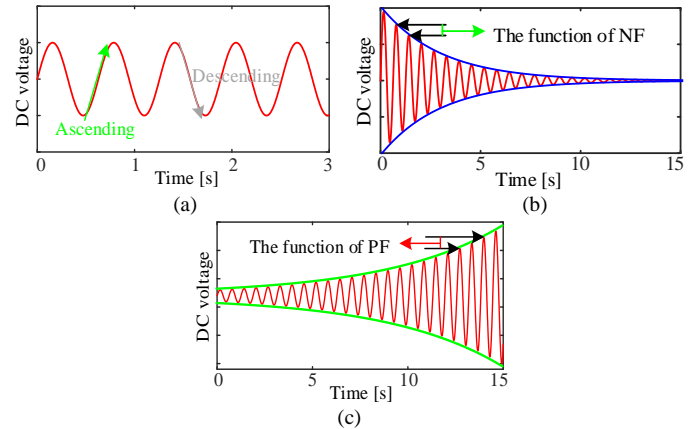 DC voltage
Descending
Ascending
0 1 2 3
Time [s]
(a)
DC voltage
The function of NF
0 5 10 15
Time [s]
(b)
DC voltage
The function of PF
0 5 10 15
Time [s]
(c)